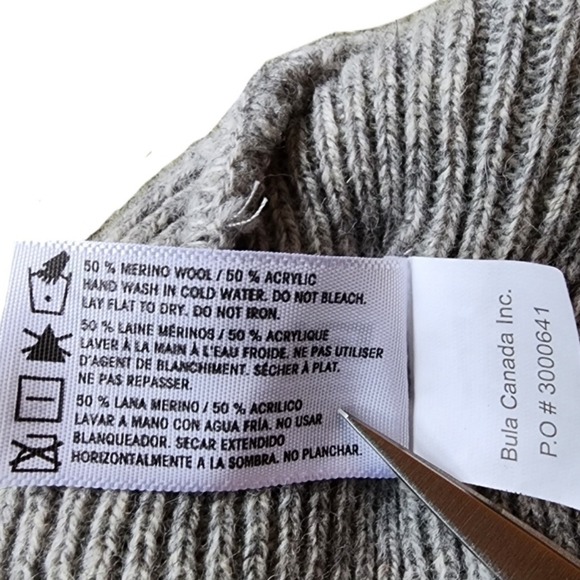 50 % MERINO WOOL / 50 % ACRYLIC
HAND WASH IN COLD WATER. DO NOT BLEACH.
LAY FLAT TO DRY. DO NOT IRON.
50 % LAINE MÉRINOS / 50 % ACRYLIQUE
LAVER À LA MAIN À L'EAU FROIDE. NE PAS UTILISER
D'AGENT DE BLANCHIMENT. SÉCHER À PLAT.
NE PAS REPASSER.
50 % LANA MERINO / 50 % ACRILICO
LAVAR A MANO CON AGUA FRÍA. NO USAR
BLANQUEADOR. SECAR EXTENDIDO
HORIZONTALMENTE A LA SOMBRA. NO PLANCHAR.
Bula Canada Inc.
P.O # 3000641